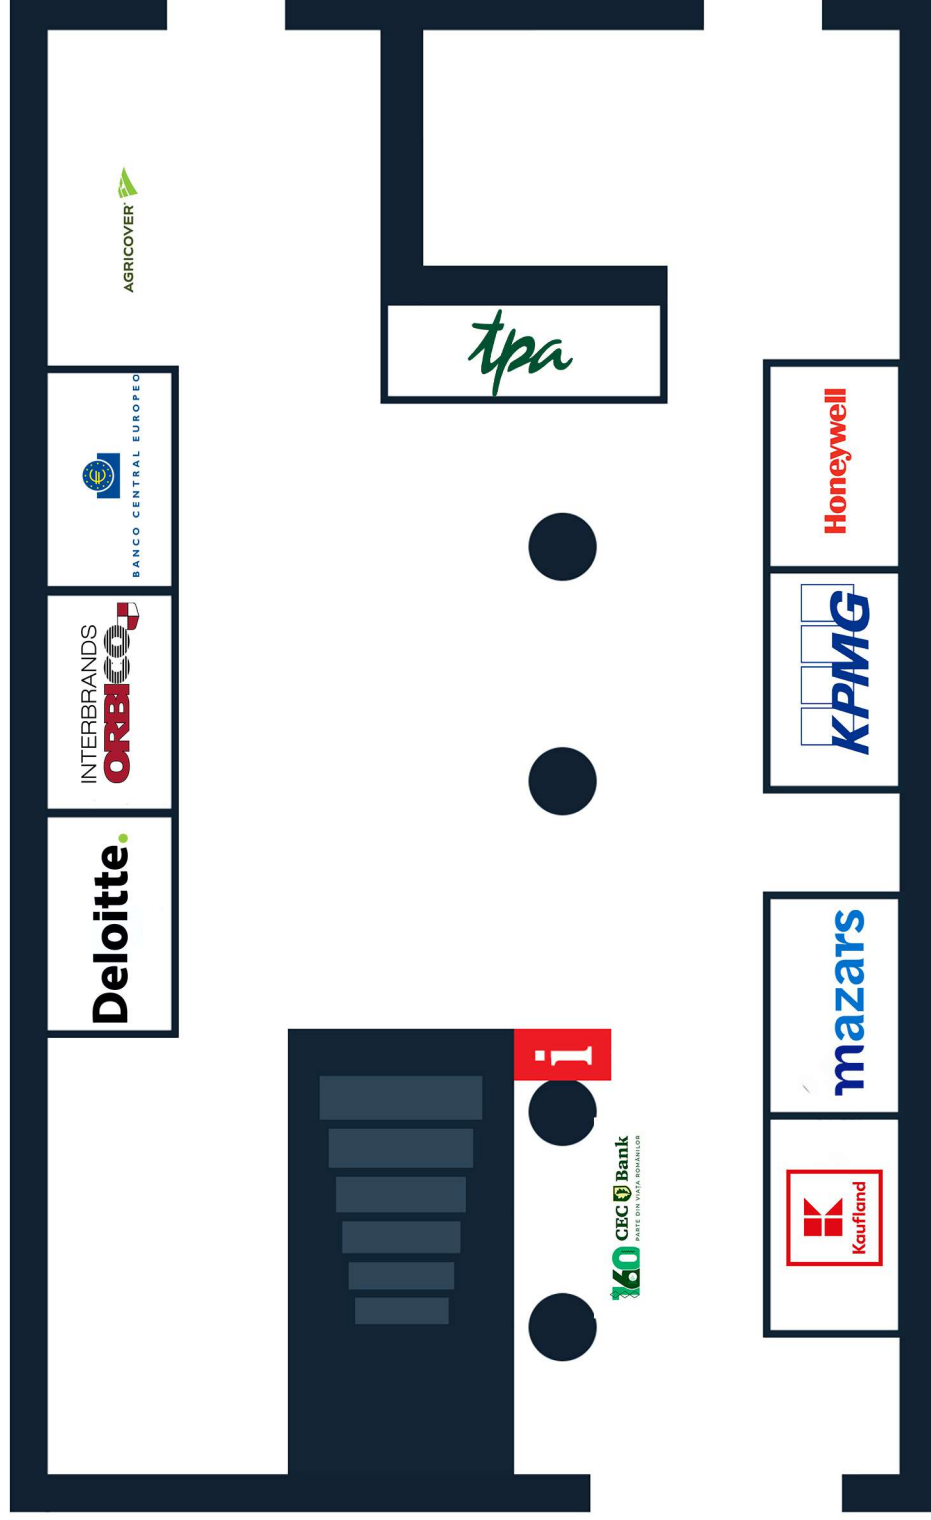 AGRICOVER
tpa
BANCO CENTRAL EUROPEO
Honeywell
INTERBRANDS
ORBICO
KPMG
Deloitte.
mazars
i
160 CEC Bank
PARTE DIN VIAȚA ROMÂNILOR
Kaufland